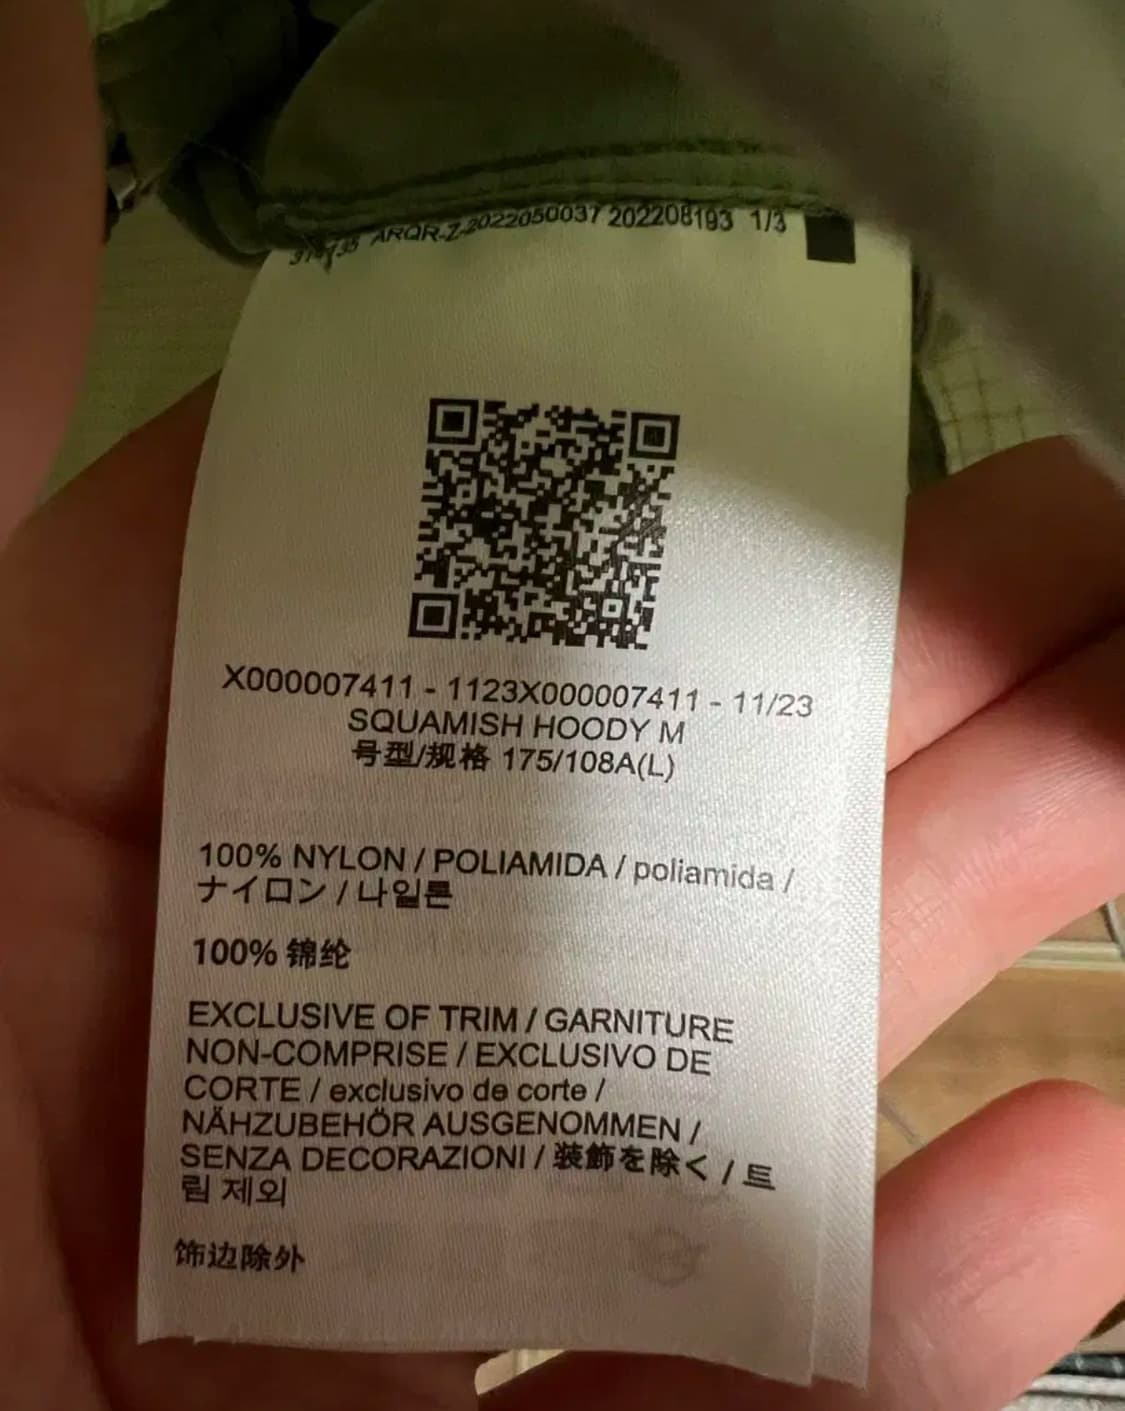 ARQR-Z-2022050037 202208193 1/3
X000007411 - 1123X000007411 - 11/23
SQUAMISH HOODY M
号型/规格 175/108A(L)
100% NYLON / POLIAMIDA / poliamida /
ナイロン / 나일론
100% 锦纶
EXCLUSIVE OF TRIM / GARNITURE
NON-COMPRISE / EXCLUSIVO DE
CORTE / exclusivo de corte /
NÄHZUBEHÖR AUSGENOMMEN /
SENZA DECORAZIONI / 装飾を除く / 트
림 제외
饰边除外